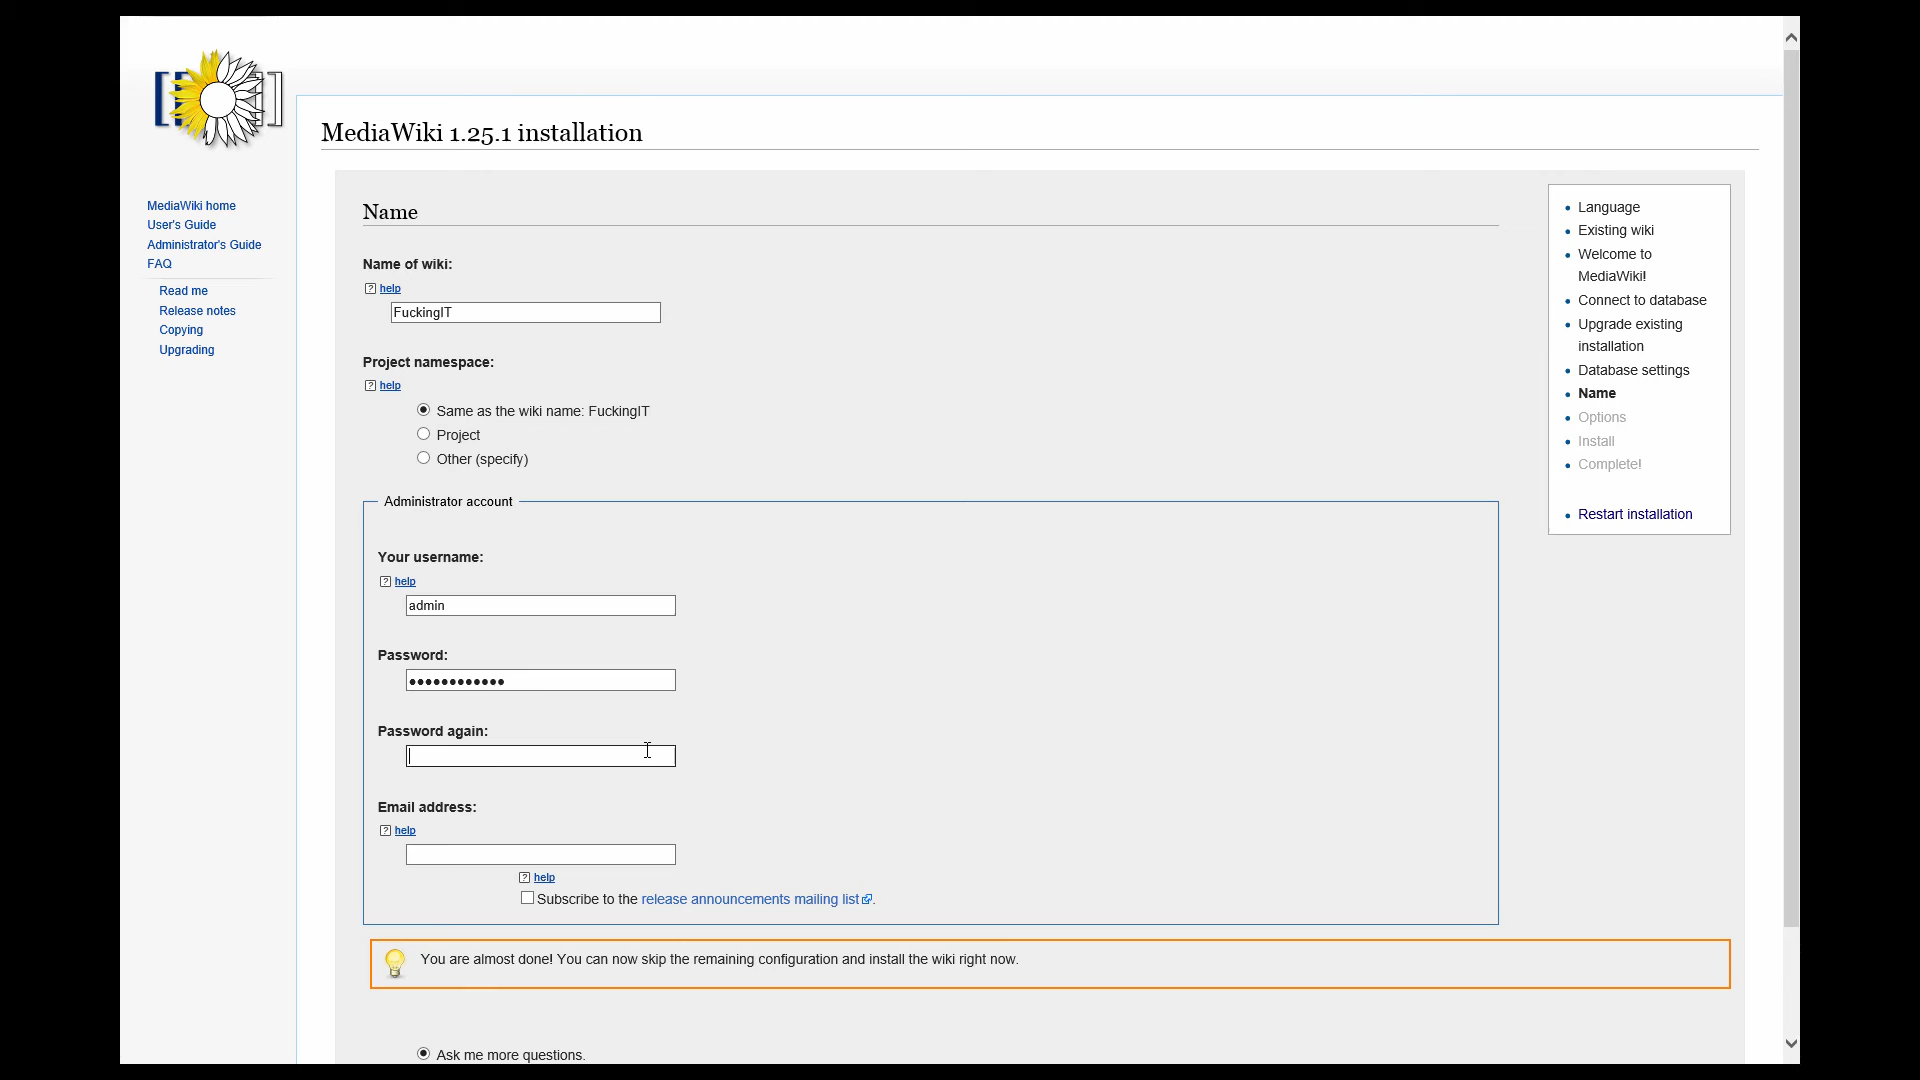 MediaWiki 1.25.1 installation
MediaWiki home
User's Guide
Administrator's Guide
FAQ
Read me
Release notes
Copying
Upgrading
Name
Name of wiki:
help
FuckingIT
Project namespace:
help
Same as the wiki name: FuckingIT
Project
Other (specify)
Administrator account
Your username:
help
admin
Password:
Password again:
Email address:
help
help
Subscribe to the release announcements mailing list.
You are almost done! You can now skip the remaining configuration and install the wiki right now.
Ask me more questions.
Language
Existing wiki
Welcome to
MediaWiki!
Connect to database
Upgrade existing
installation
Database settings
Name
Options
Install
Complete!
Restart installation